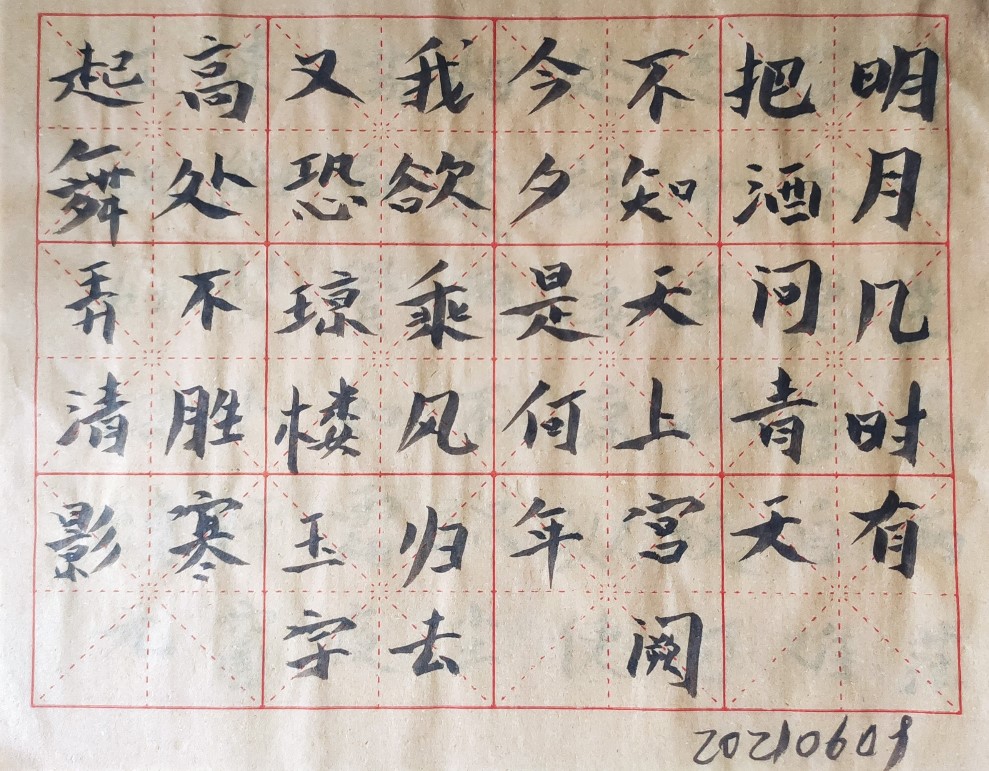 明月几时有
把酒问青天
不知天上宫阙
今夕是何年
我欲乘风归去
又恐琼楼玉宇
高处不胜寒
起舞弄清影
20210609